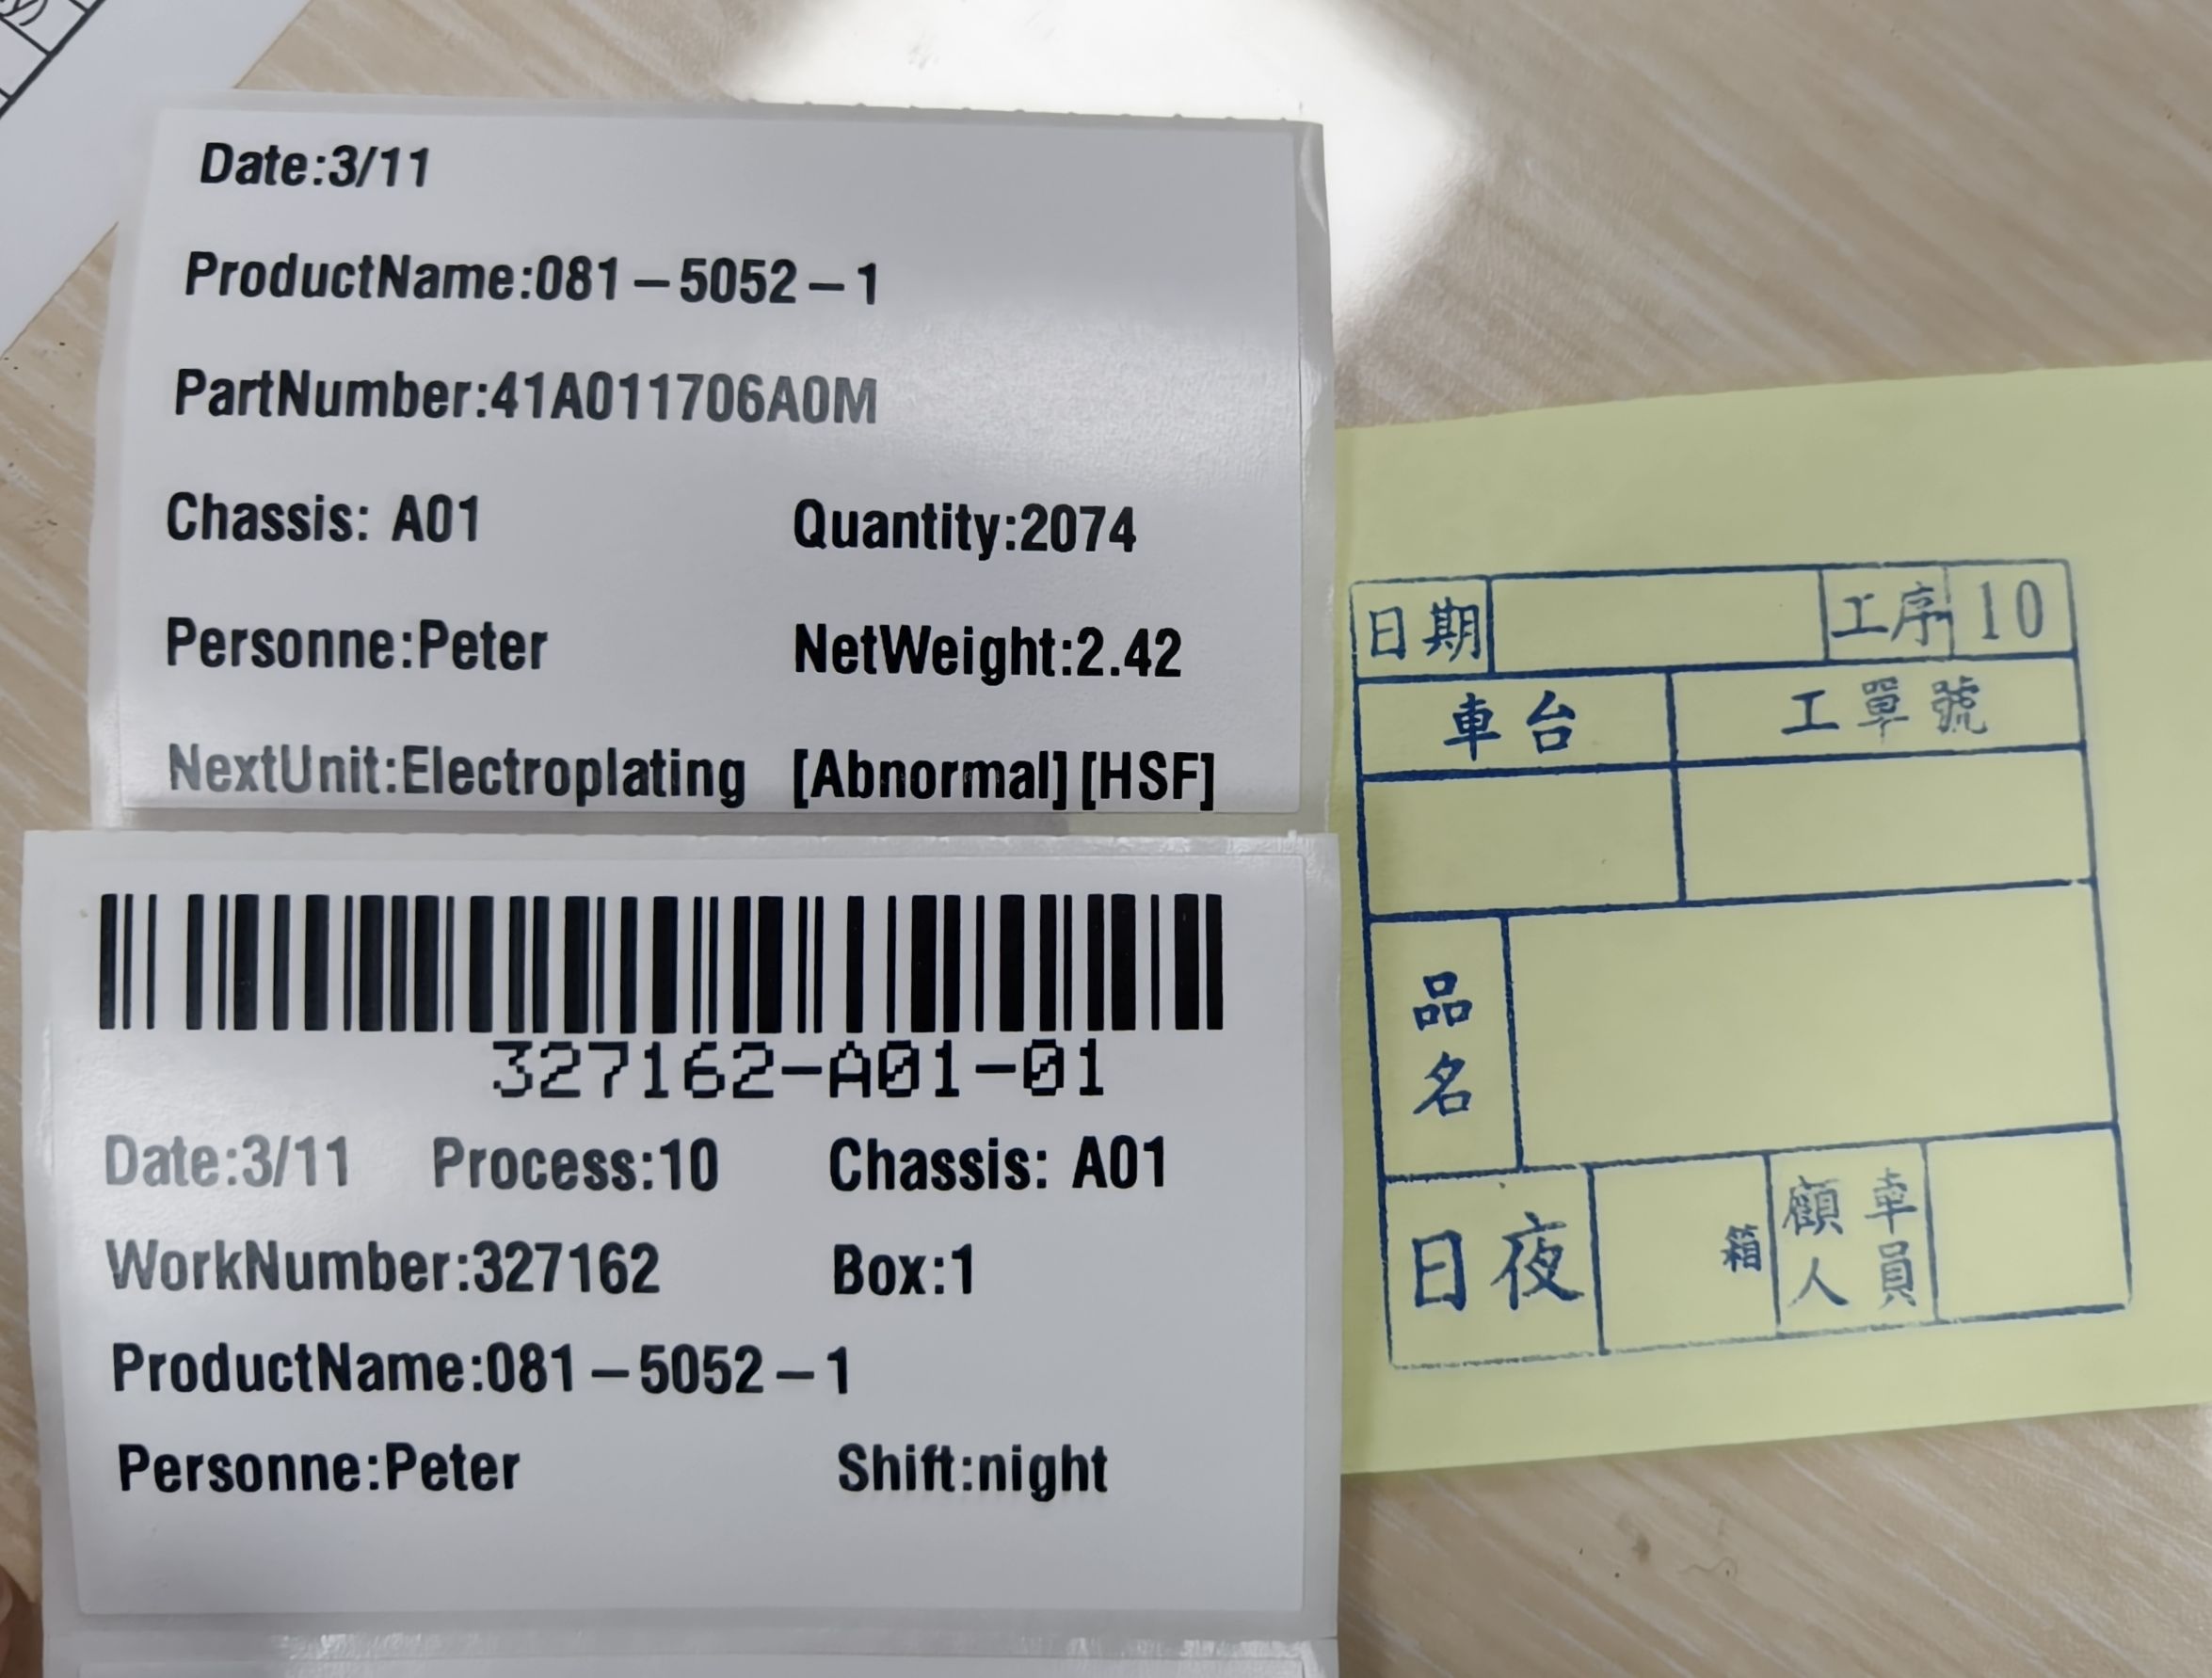 Date:3/11
ProductName:081-5052-1
PartNumber:41A011706A0M
Chassis: A01 Quantity:2074
Personne:Peter NetWeight:2.42
NextUnit:Electroplating [Abnormal] [HSF]
327162-A01-01
Date:3/11 Process:10 Chassis: A01
WorkNumber:327162 Box:1
ProductName:081-5052-1
Personne:Peter Shift:night
日期 工序 10
車台 工單號
品名
日夜 箱 顧車人員